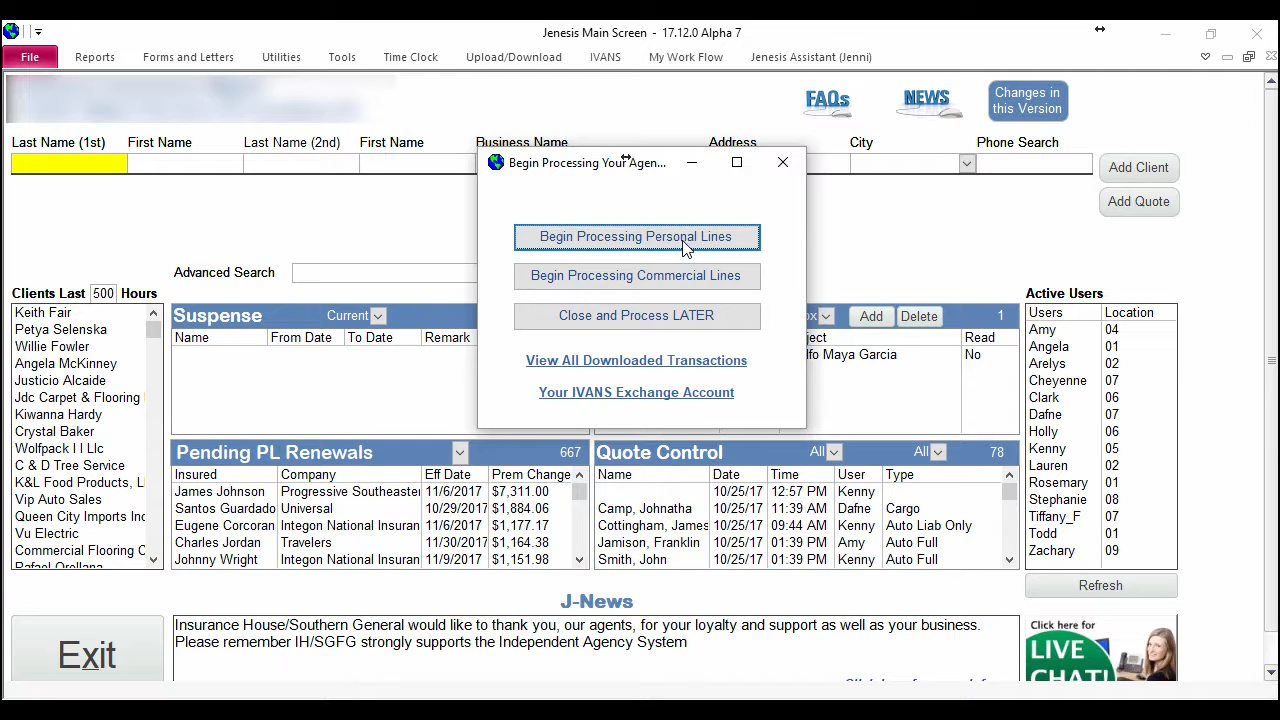 Jenesis Main Screen - 17.12.0 Alpha 7
File Reports Forms and Letters Utilities Tools Time Clock Upload/Download IVANS My Work Flow Jenesis Assistant (Jenni)
FAQs NEWS Changes in
this Version
Last Name (1st) First Name Last Name (2nd) First Name Business Name Address City Phone Search
Add Client
Add Quote
Begin Processing Your Agen...
Begin Processing Personal Lines
Begin Processing Commercial Lines
Close and Process LATER
View All Downloaded Transactions
Your IVANS Exchange Account
Advanced Search
Clients Last 500 Hours
Keith Fair
Petya Selenska
Willie Fowler
Angela McKinney
Justicio Alcaide
Jdc Carpet & Flooring
Kiwanna Hardy
Crystal Baker
Wolfpack I I Llc
C & D Tree Service
K&L Food Products, L
Vip Auto Sales
Queen City Imports Inc
Vu Electric
Commercial Flooring C
Rafael Orellana
Suspense Current
Name From Date To Date Remark
Add Delete 1
Read
Maya Garcia No
Pending PL Renewals 667
Insured Company Eff Date Prem Change
James Johnson Progressive Southeaster 11/6/2017 $7,311.00
Santos Guardado Universal 10/29/2017 $1,884.06
Eugene Corcoran Integon National Insuran 11/6/2017 $1,177.17
Charles Jordan Travelers 11/30/2017 $1,164.38
Johnny Wright Integon National Insuran 11/9/2017 $1,151.98
Quote Control All All 78
Name Date Time User Type
10/25/17 12:57 PM Kenny
Camp, Johnatha 10/25/17 11:39 AM Dafne Cargo
Cottingham, James 10/25/17 09:44 AM Kenny Auto Liab Only
Jamison, Franklin 10/25/17 01:39 PM Amy Auto Full
Smith, John 10/25/17 01:39 PM Kenny Auto Full
Active Users
Users Location
Amy 04
Angela 01
Arelys 02
Cheyenne 07
Clark 06
Dafne 07
Holly 06
Kenny 05
Lauren 02
Rosemary 01
Stephanie 08
Tiffany_F 07
Todd 01
Zachary 09
Refresh
J-News
Exit
Insurance House/Southern General would like to thank you, our agents, for your loyalty and support as well as your business.
Please remember IH/SGFG strongly supports the Independent Agency System
Click here for
LIVE
CHAT!